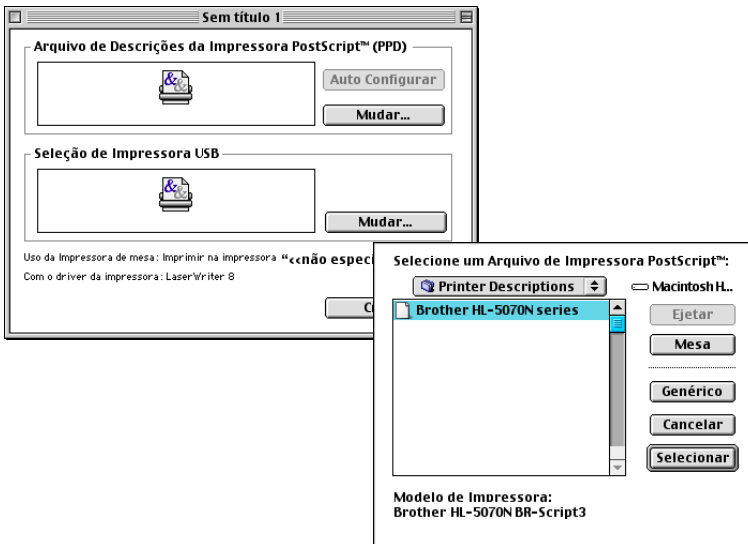 Sem título 1
Arquivo de Descrições da Impressora PostScript™ (PPD)
Auto Configurar
Mudar...
Seleção de Impressora USB
Mudar...
Uso da Impressora de mesa: Imprimir na impressora "<<não especi
Com o driver da impressora: LaserWriter 8
Selecione um Arquivo de Impressora PostScript™:
Printer Descriptions
Macintosh H...
Brother HL-5070N series
Ejetar
Mesa
Genérico
Cancelar
Selecionar
Modelo de Impressora:
Brother HL-5070N BR-Script3